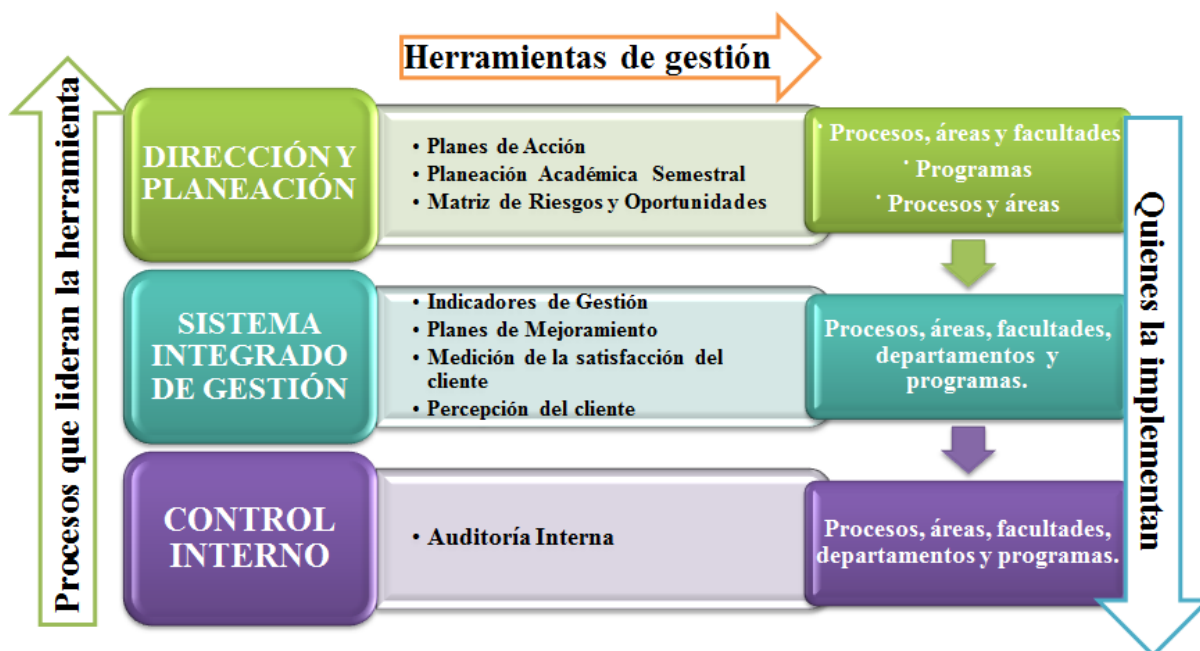 Herramientas de gestión
Procesos que lideran la herramienta
DIRECCIÓN Y
PLANEACIÓN
• Planes de Acción
• Planeación Académica Semestral
• Matriz de Riesgos y Oportunidades
· Procesos, áreas y facultades
· Programas
· Procesos y áreas
SISTEMA
INTEGRADO
DE GESTIÓN
• Indicadores de Gestión
• Planes de Mejoramiento
• Medición de la satisfacción del
cliente
• Percepción del cliente
Procesos, áreas, facultades,
departamentos y
programas.
CONTROL
INTERNO
• Auditoría Interna
Procesos, áreas, facultades,
departamentos y programas.
Quienes la implementan